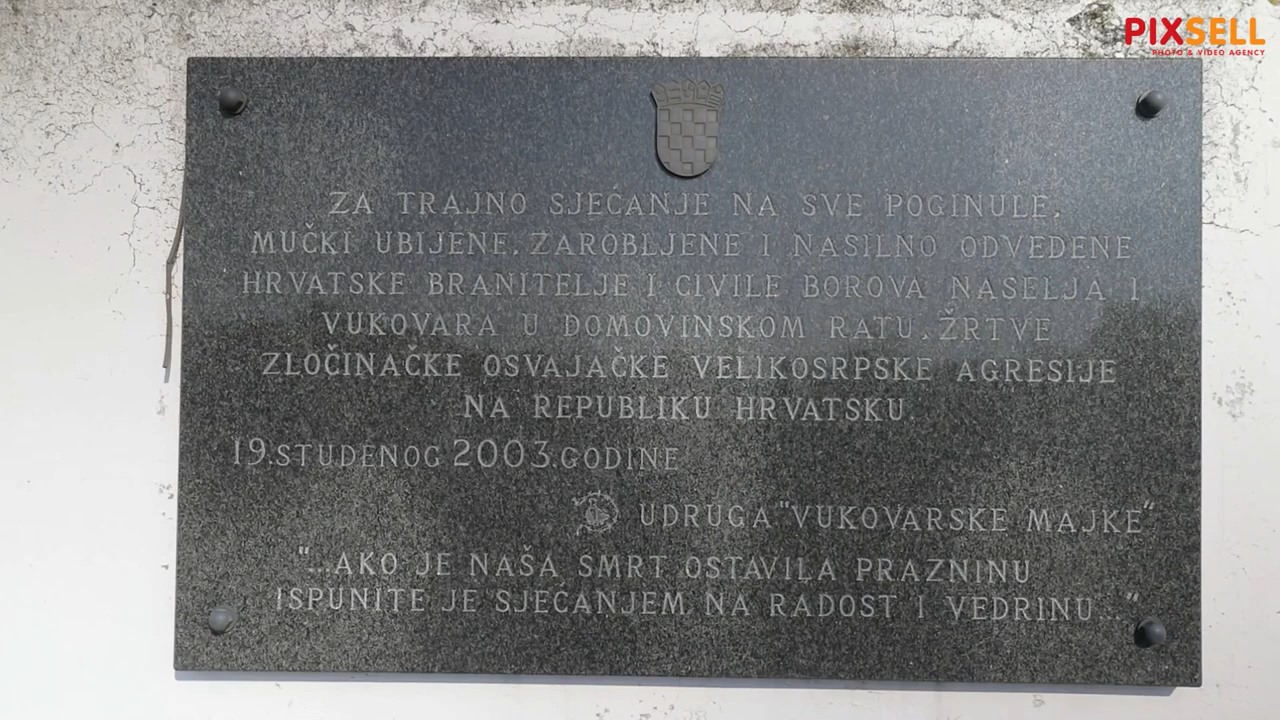 PIXSELL
PHOTO & VIDEO AGENCY
ZA TRAJNO SJEĆANJE NA SVE POGINULE,
MUČKI UBIJENE, ZAROBLJENE I NASILNO ODVEDENE
HRVATSKE BRANITELJE I CIVILE BOROVA NASELJA I
VUKOVARA U DOMOVINSKOM RATU, ŽRTVE
ZLOČINAČKE OSVAJAČKE VELIKOSRPSKE AGRESIJE
NA REPUBLIKU HRVATSKU.
19.STUDENOG 2003.GODINE
UDRUGA "VUKOVARSKE MAJKE"
"...AKO JE NAŠA SMRT OSTAVILA PRAZNINU
ISPUNITE JE SJEĆANJEM NA RADOST I VEDRINU..."